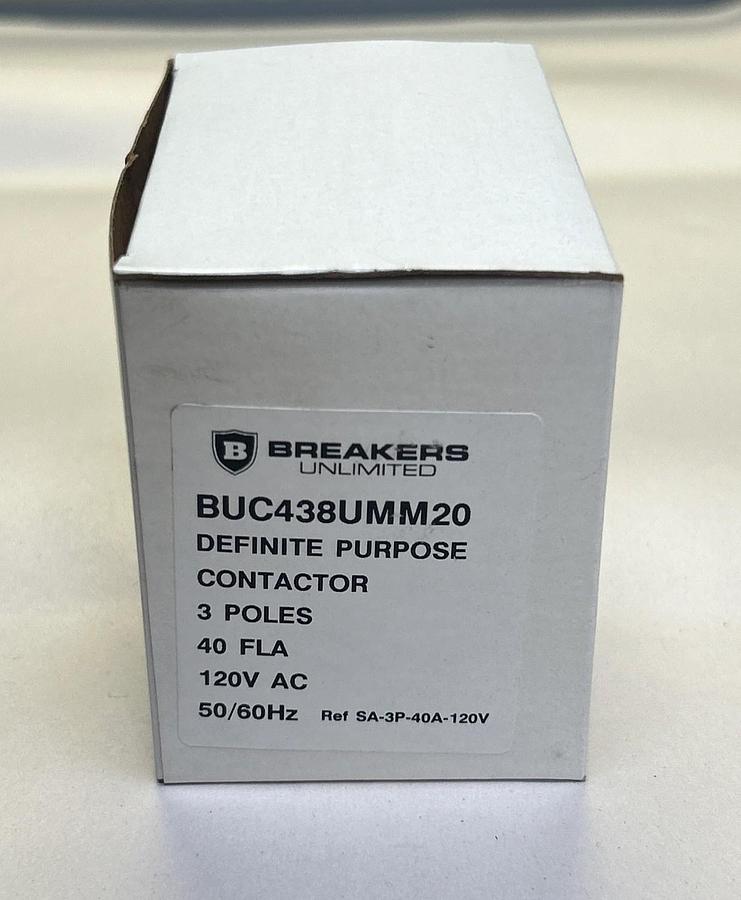 B BREAKERS
UNLIMITED
BUC438UMM20
DEFINITE PURPOSE
CONTACTOR
3 POLES
40 FLA
120V AC
50/60Hz Ref SA-3P-40A-120V